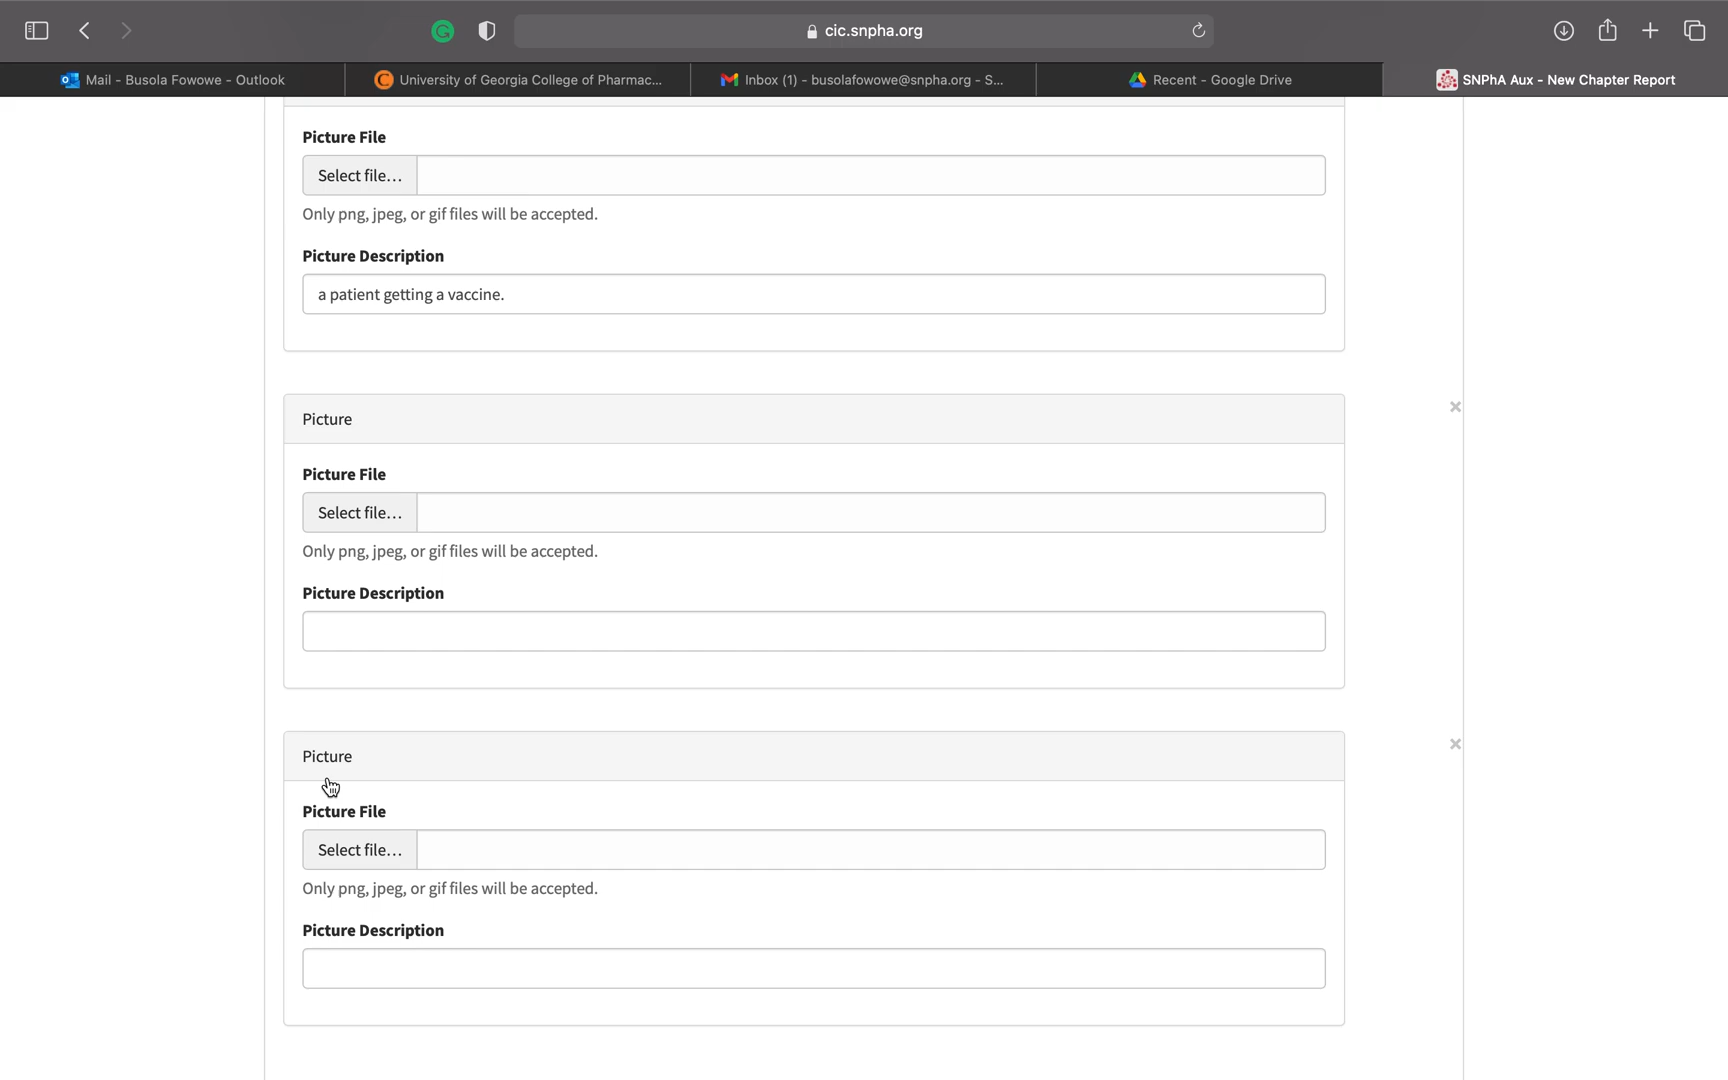 cic.snpha.org
Mail - Busola Fowowe - Outlook
University of Georgia College of Pharmac...
Inbox (1) - busolafowowe@snpha.org - S...
Recent - Google Drive
SNPhA Aux - New Chapter Report
Picture File
Select file...
Only png, jpeg, or gif files will be accepted.
Picture Description
a patient getting a vaccine.
Picture
Picture File
Select file...
Only png, jpeg, or gif files will be accepted.
Picture Description
Picture
Picture File
Select file...
Only png, jpeg, or gif files will be accepted.
Picture Description